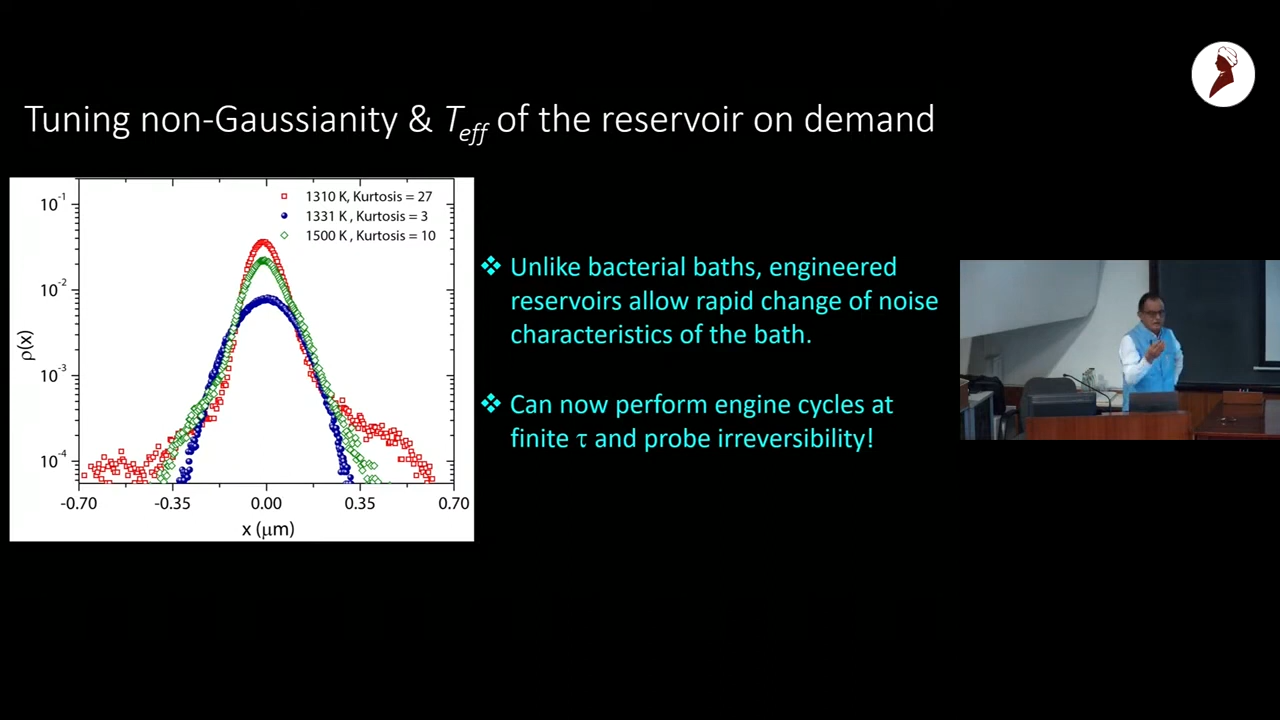 Tuning non-Gaussianity & Teff of the reservoir on demand
1310 K, Kurtosis = 27
1331 K , Kurtosis = 3
1500 K , Kurtosis = 10
10-1
10-2
10-3
10-4
ρ(x)
-0.70 -0.35 0.00 0.35 0.70
x (μm)
❖ Unlike bacterial baths, engineered
reservoirs allow rapid change of noise
characteristics of the bath.
❖ Can now perform engine cycles at
finite τ and probe irreversibility!